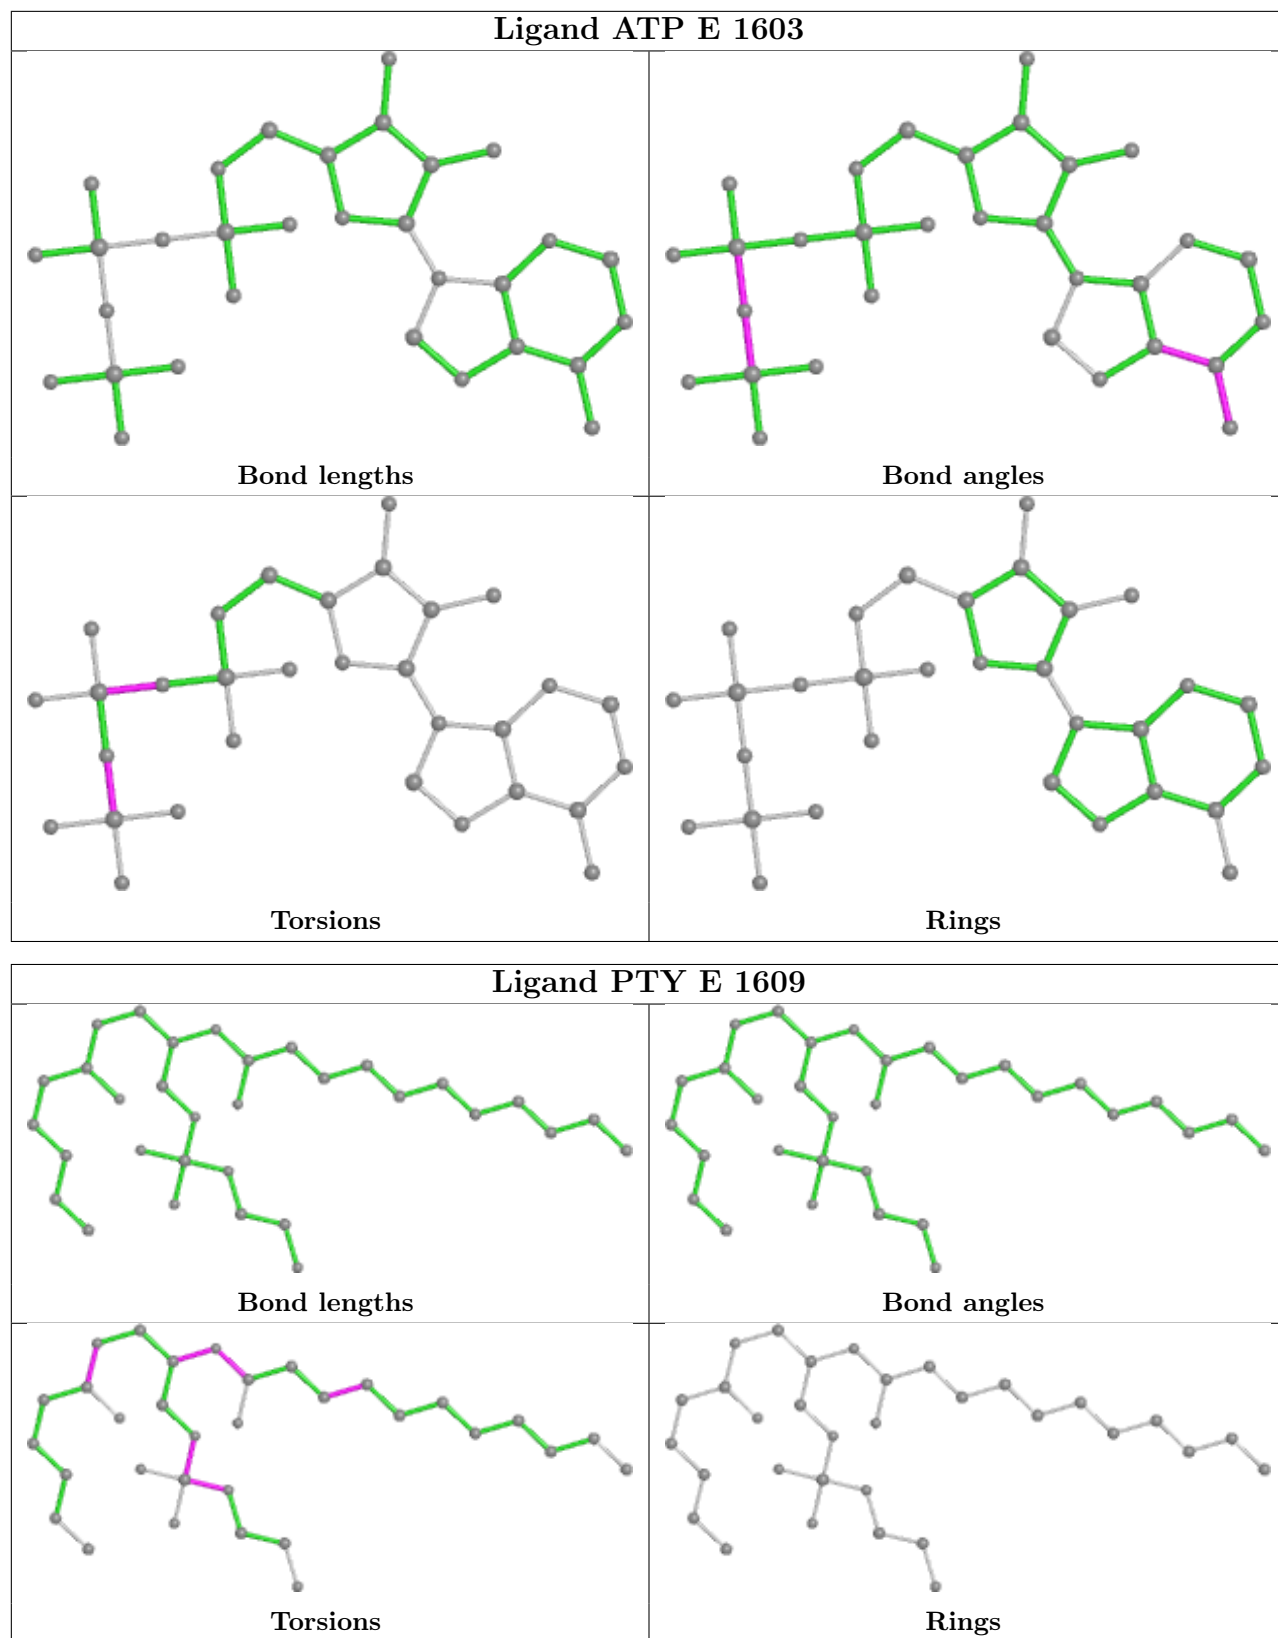 Ligand ATP E 1603
Bond lengths
Bond angles
Torsions
Rings
Ligand PTY E 1609
Bond lengths
Bond angles
Torsions
Rings